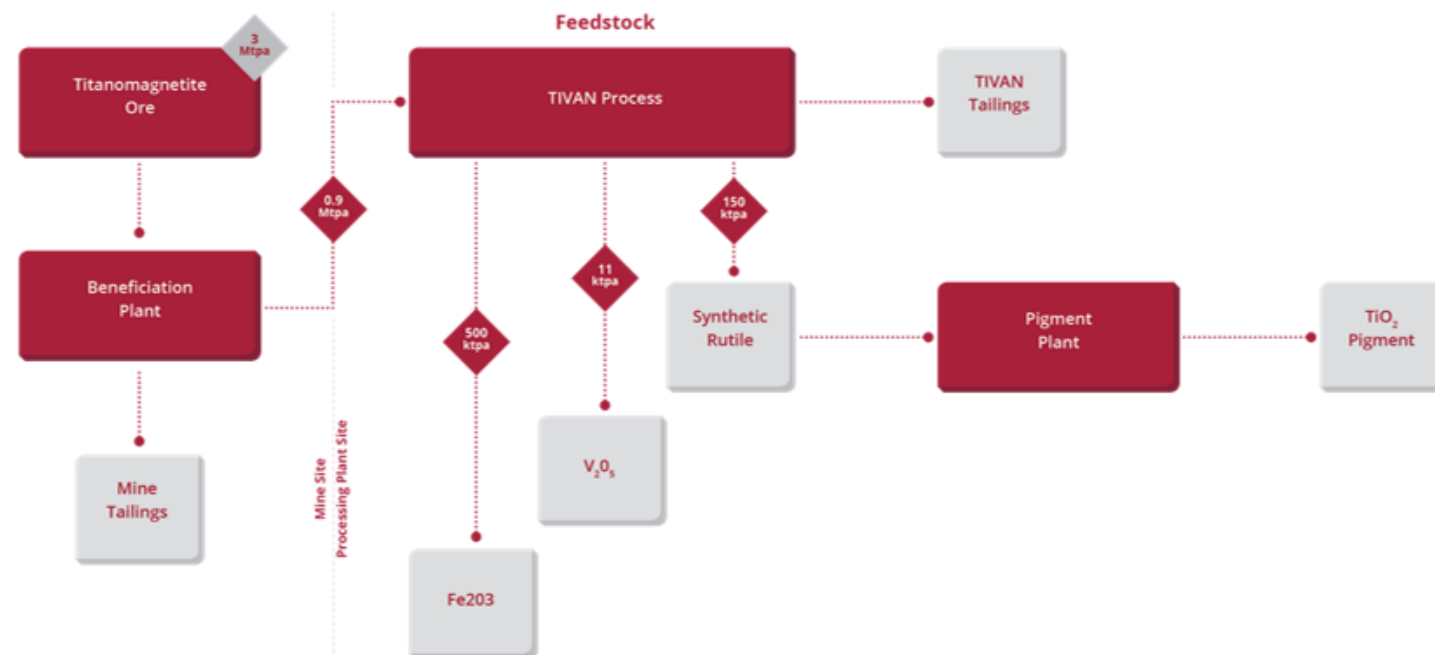 Feedstock
3
Mtpa
Titanomagnetite
Ore
TIVAN Process
TIVAN
Tailings
0.9
Mtpa
150
ktpa
Beneficiation
Plant
11
ktpa
500
ktpa
Synthetic
Rutile
Pigment
Plant
TiO₂
Pigment
Mine Site
Processing Plant Site
V₂0₅
Mine
Tailings
Fe203